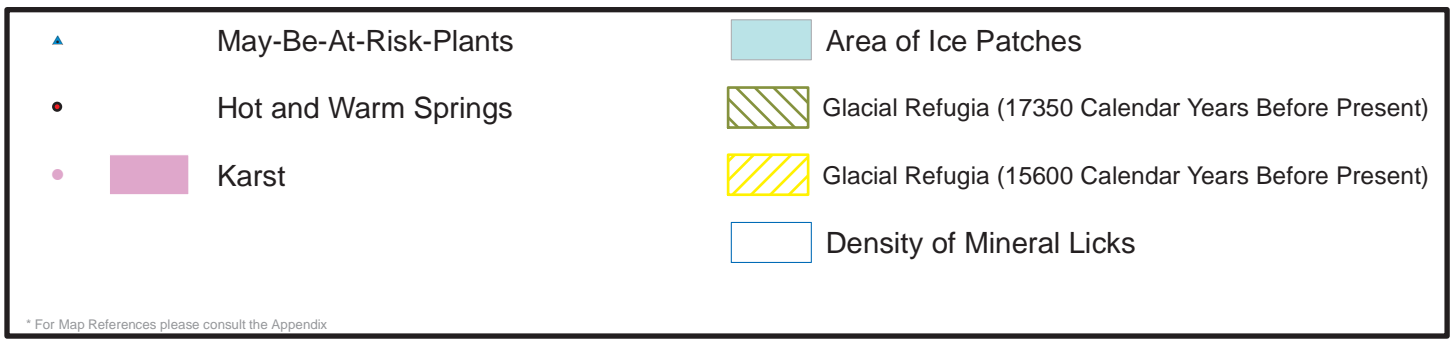 May-Be-At-Risk-Plants
Hot and Warm Springs
Karst
Area of Ice Patches
Glacial Refugia (17350 Calendar Years Before Present)
Glacial Refugia (15600 Calendar Years Before Present)
Density of Mineral Licks
* For Map References please consult the Appendix